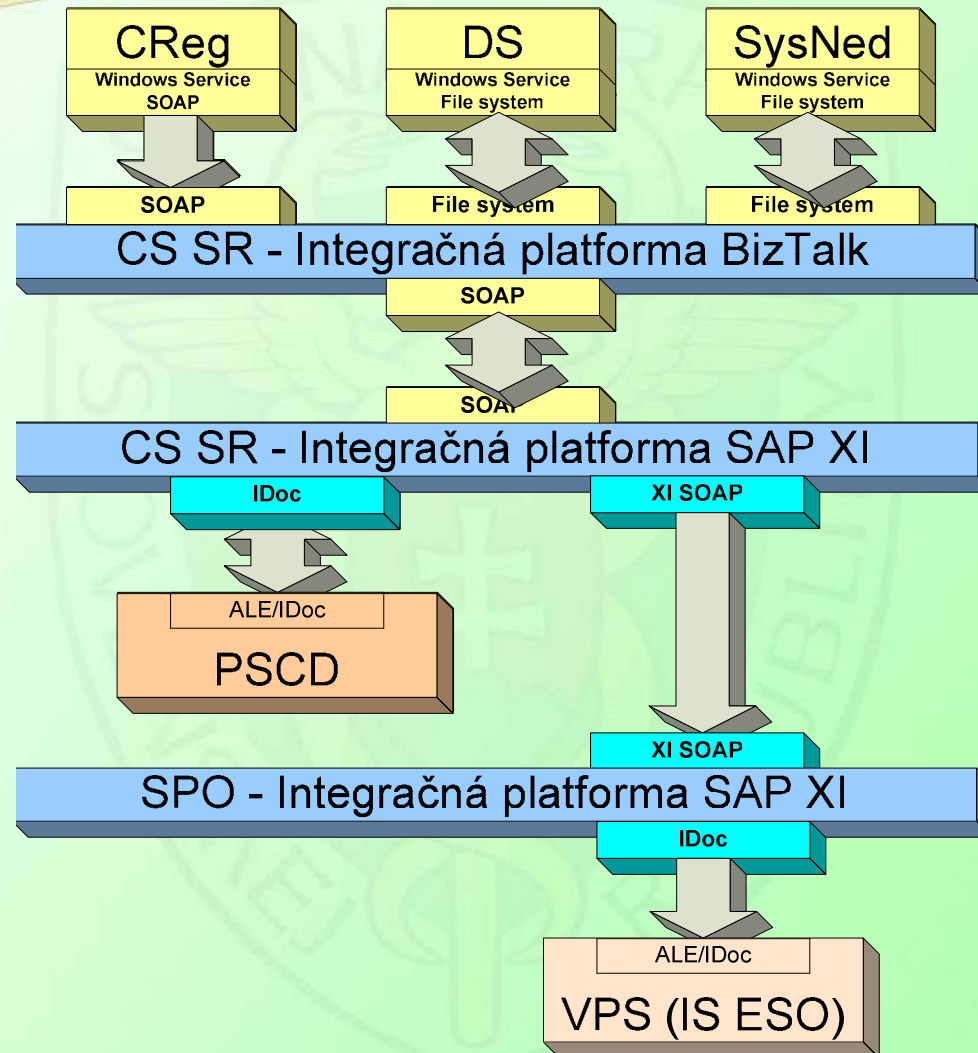 CReg
Windows Service
SOAP
DS
Windows Service
File system
SysNed
Windows Service
File system
SOAP
File system
File system
CS SR - Integračná platforma BizTalk
SOAP
SOAP
CS SR - Integračná platforma SAP XI
IDoc
XI SOAP
ALE/IDoc
PSCD
XI SOAP
SPO - Integračná platforma SAP XI
IDoc
ALE/IDoc
VPS (IS ESO)